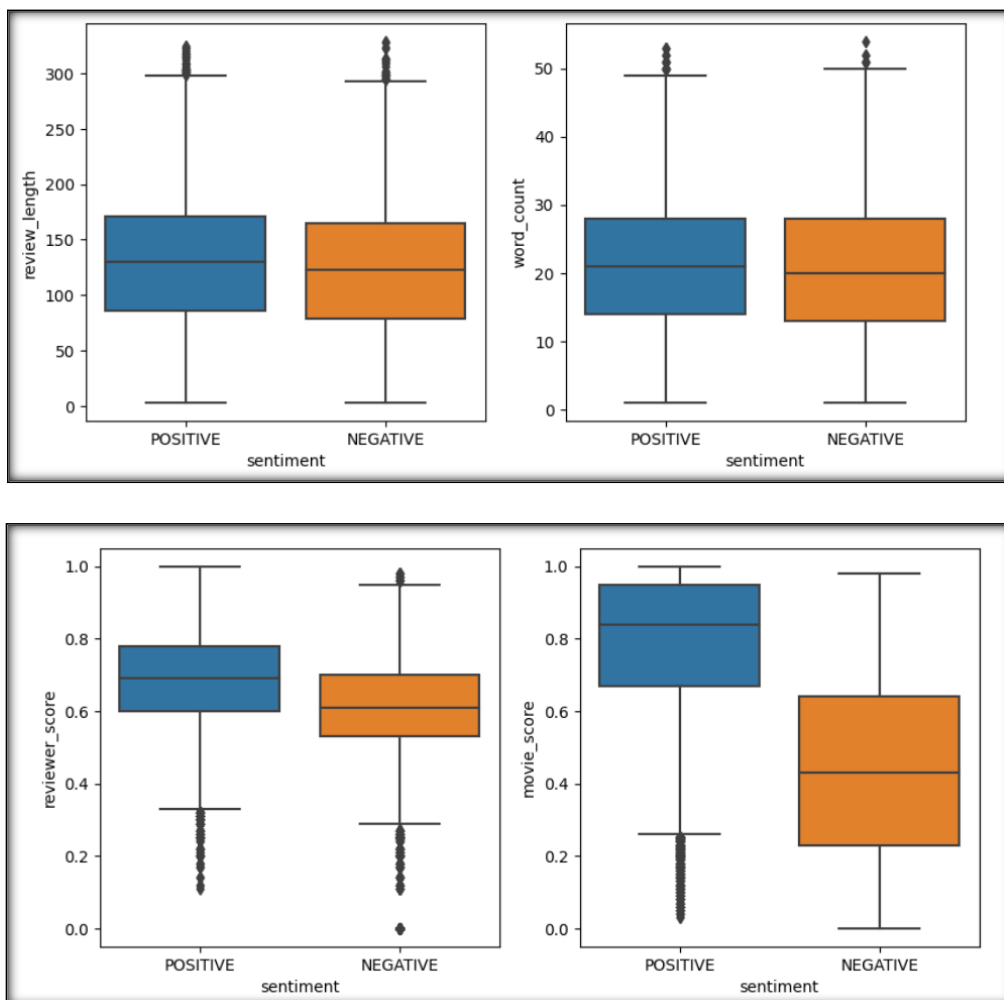 review_length
300
250
200
150
100
50
0
POSITIVE NEGATIVE
sentiment
word_count
50
40
30
20
10
0
POSITIVE NEGATIVE
sentiment
reviewer_score
1.0
0.8
0.6
0.4
0.2
0.0
POSITIVE NEGATIVE
sentiment
movie_score
1.0
0.8
0.6
0.4
0.2
0.0
POSITIVE NEGATIVE
sentiment